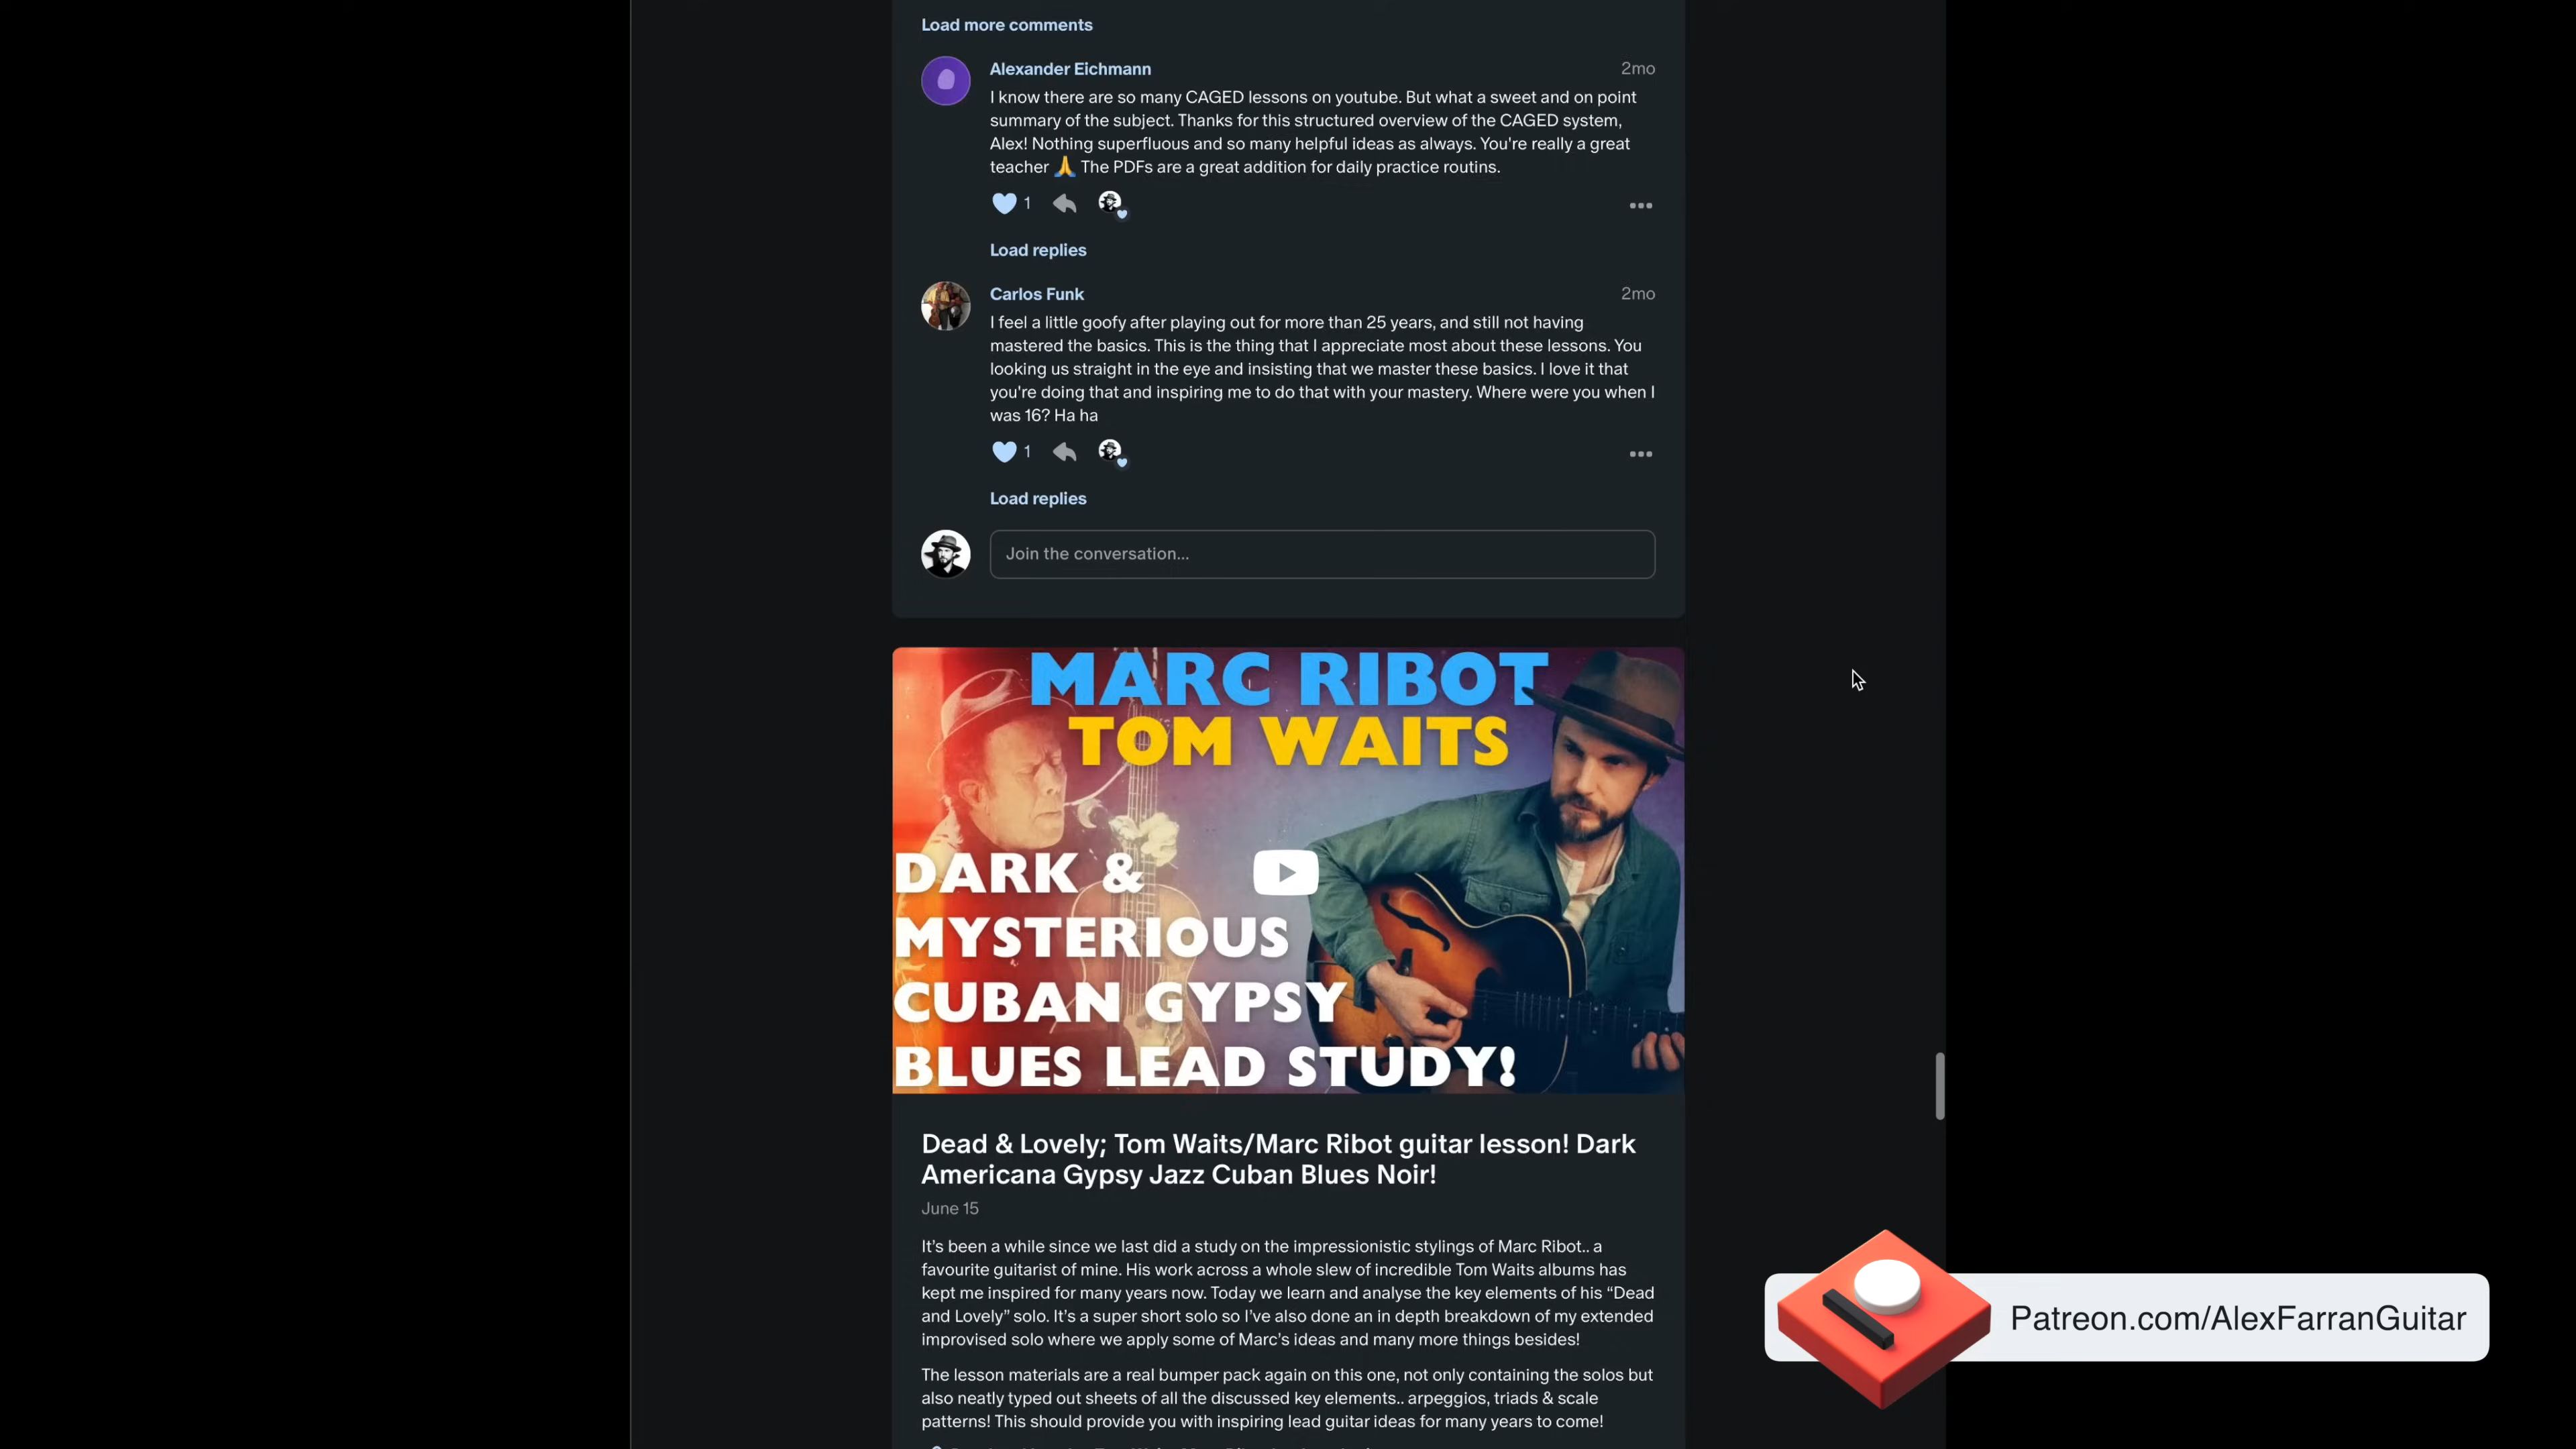 Load more comments
Alexander Eichmann
2mo
I know there are so many CAGED lessons on youtube. But what a sweet and on point
summary of the subject. Thanks for this structured overview of the CAGED system,
Alex! Nothing superfluous and so many helpful ideas as always. You're really a great
teacher 🙏 The PDFs are a great addition for daily practice routins.
1
Load replies
Carlos Funk
2mo
I feel a little goofy after playing out for more than 25 years, and still not having
mastered the basics. This is the thing that I appreciate most about these lessons. You
looking us straight in the eye and insisting that we master these basics. I love it that
you're doing that and inspiring me to do that with your mastery. Where were you when I
was 16? Ha ha
1
Load replies
Join the conversation...
MARC RIBOT
TOM WAITS
DARK &
MYSTERIOUS
CUBAN GYPSY
BLUES LEAD STUDY!
Dead & Lovely; Tom Waits/Marc Ribot guitar lesson! Dark
Americana Gypsy Jazz Cuban Blues Noir!
June 15
It's been a while since we last did a study on the impressionistic stylings of Marc Ribot.. a
favourite guitarist of mine. His work across a whole slew of incredible Tom Waits albums has
kept me inspired for many years now. Today we learn and analyse the key elements of his “Dead
and Lovely” solo. It's a super short solo so I've also done an in depth breakdown of my extended
improvised solo where we apply some of Marc's ideas and many more things besides!
The lesson materials are a real bumper pack again on this one, not only containing the solos but
also neatly typed out sheets of all the discussed key elements.. arpeggios, triads & scale
patterns! This should provide you with inspiring lead guitar ideas for many years to come!
Patreon.com/AlexFarranGuitar